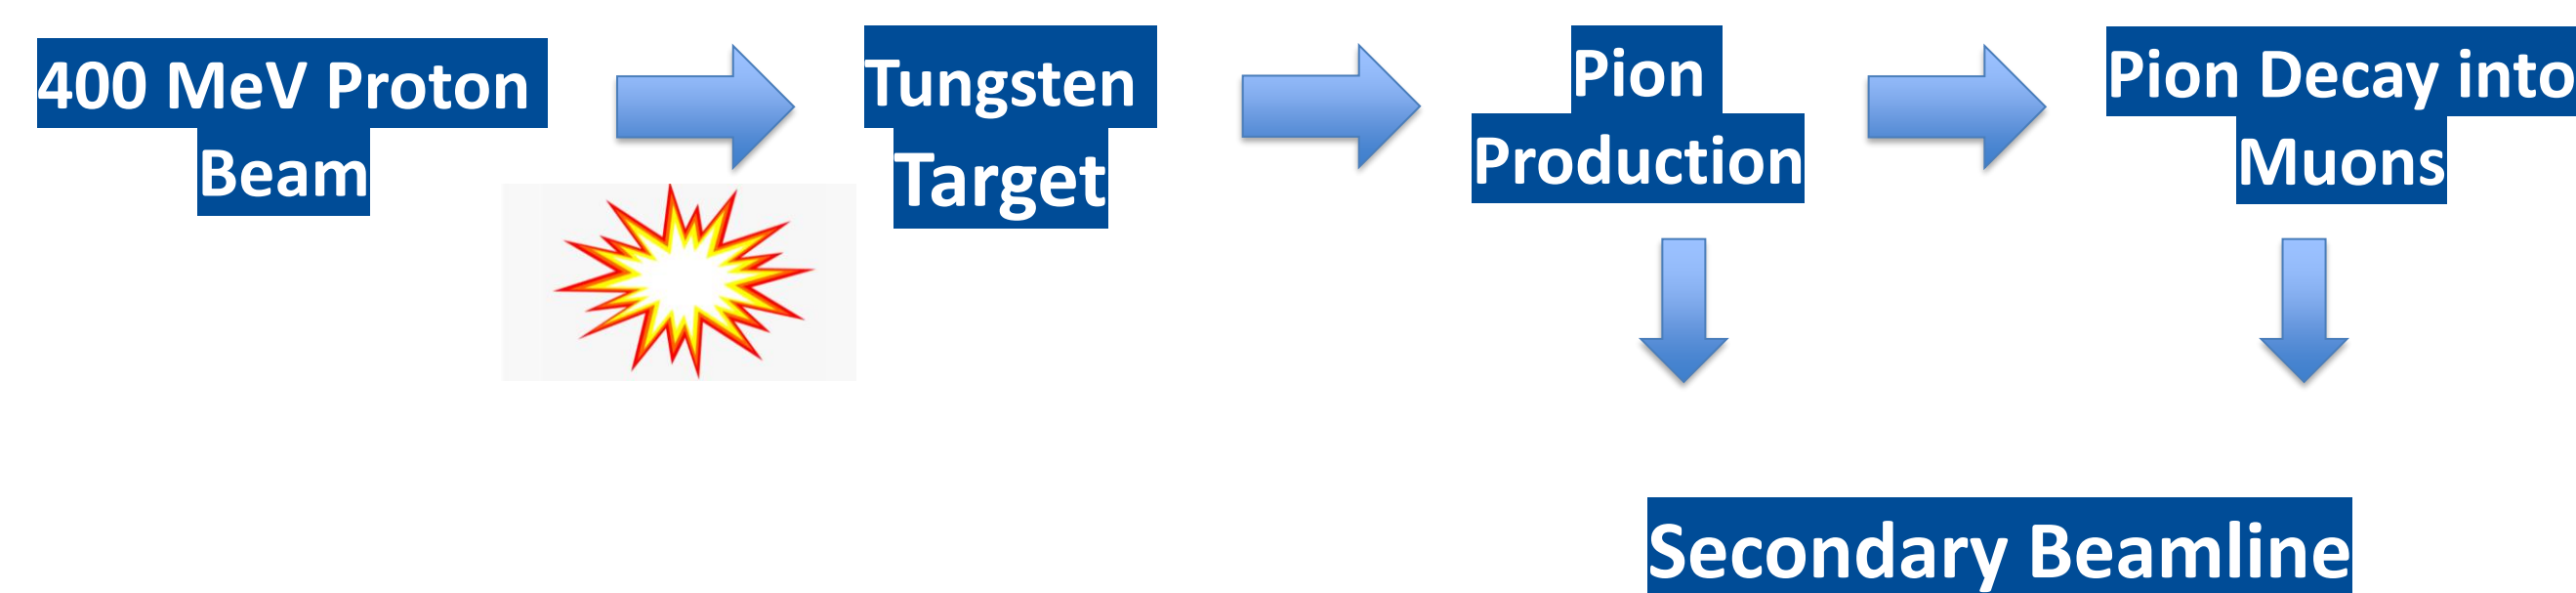 400 MeV Proton
Beam
Tungsten
Target
Pion
Production
Pion Decay into
Muons
Secondary Beamline